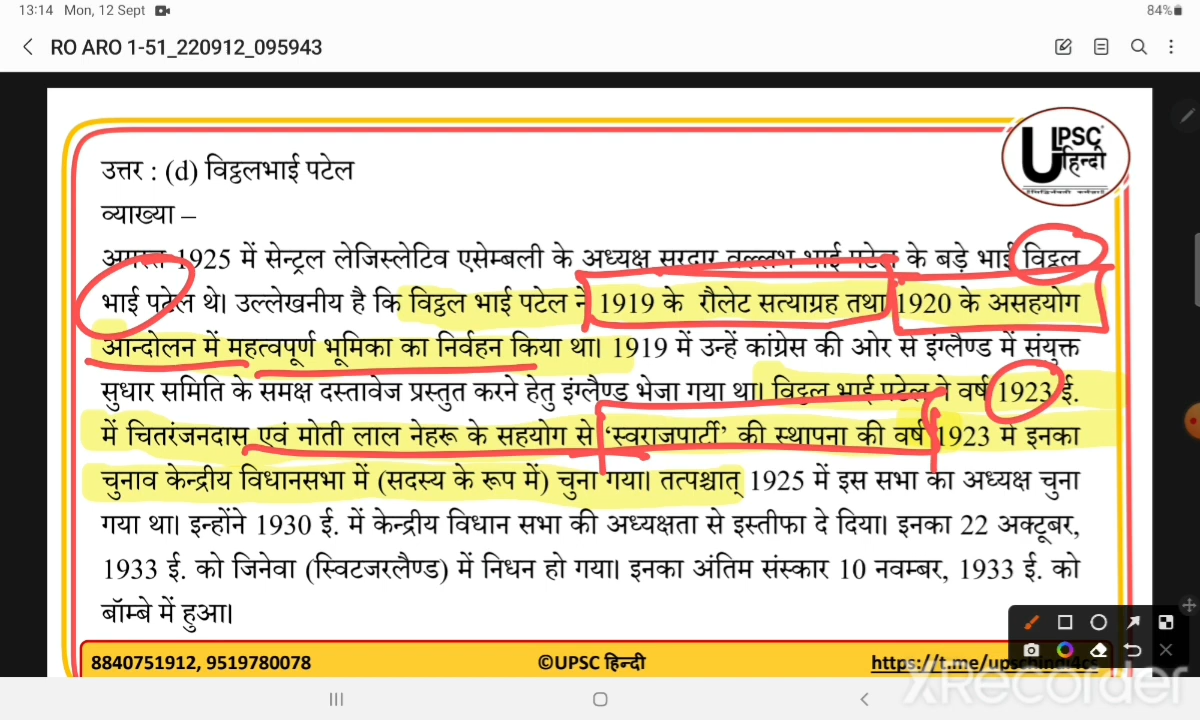 13:14 Mon, 12 Sept
84%
RO ARO 1-51_220912_095943
UPSC
हिन्दी
उत्तर : (d) विट्ठलभाई पटेल
व्याख्या –
अगस्त 1925 में सेन्ट्रल लेजिस्लेटिव एसेम्बली के अध्यक्ष सरदार वल्लभ भाई पटेल के बड़े भाई विट्ठल
भाई पटेल थे। उल्लेखनीय है कि विट्ठल भाई पटेल ने 1919 के रौलेट सत्याग्रह तथा 1920 के असहयोग
आन्दोलन में महत्वपूर्ण भूमिका का निर्वहन किया था। 1919 में उन्हें कांग्रेस की ओर से इंग्लैण्ड में संयुक्त
सुधार समिति के समक्ष दस्तावेज प्रस्तुत करने हेतु इंग्लैण्ड भेजा गया था। विट्ठल भाई पटेल ने वर्ष 1923 ई.
में चितरंजनदास एवं मोती लाल नेहरू के सहयोग से ‘स्वराजपार्टी’ की स्थापना की वर्ष 1923 में इनका
चुनाव केन्द्रीय विधानसभा में (सदस्य के रूप में) चुना गया। तत्पश्चात् 1925 में इस सभा का अध्यक्ष चुना
गया था। इन्होंने 1930 ई. में केन्द्रीय विधान सभा की अध्यक्षता से इस्तीफा दे दिया। इनका 22 अक्टूबर,
1933 ई. को जिनेवा (स्विटजरलैण्ड) में निधन हो गया। इनका अंतिम संस्कार 10 नवम्बर, 1933 ई. को
बॉम्बे में हुआ।
8840751912, 9519780078
©UPSC हिन्दी
https://t.me/upschindi4cs
XRecorder